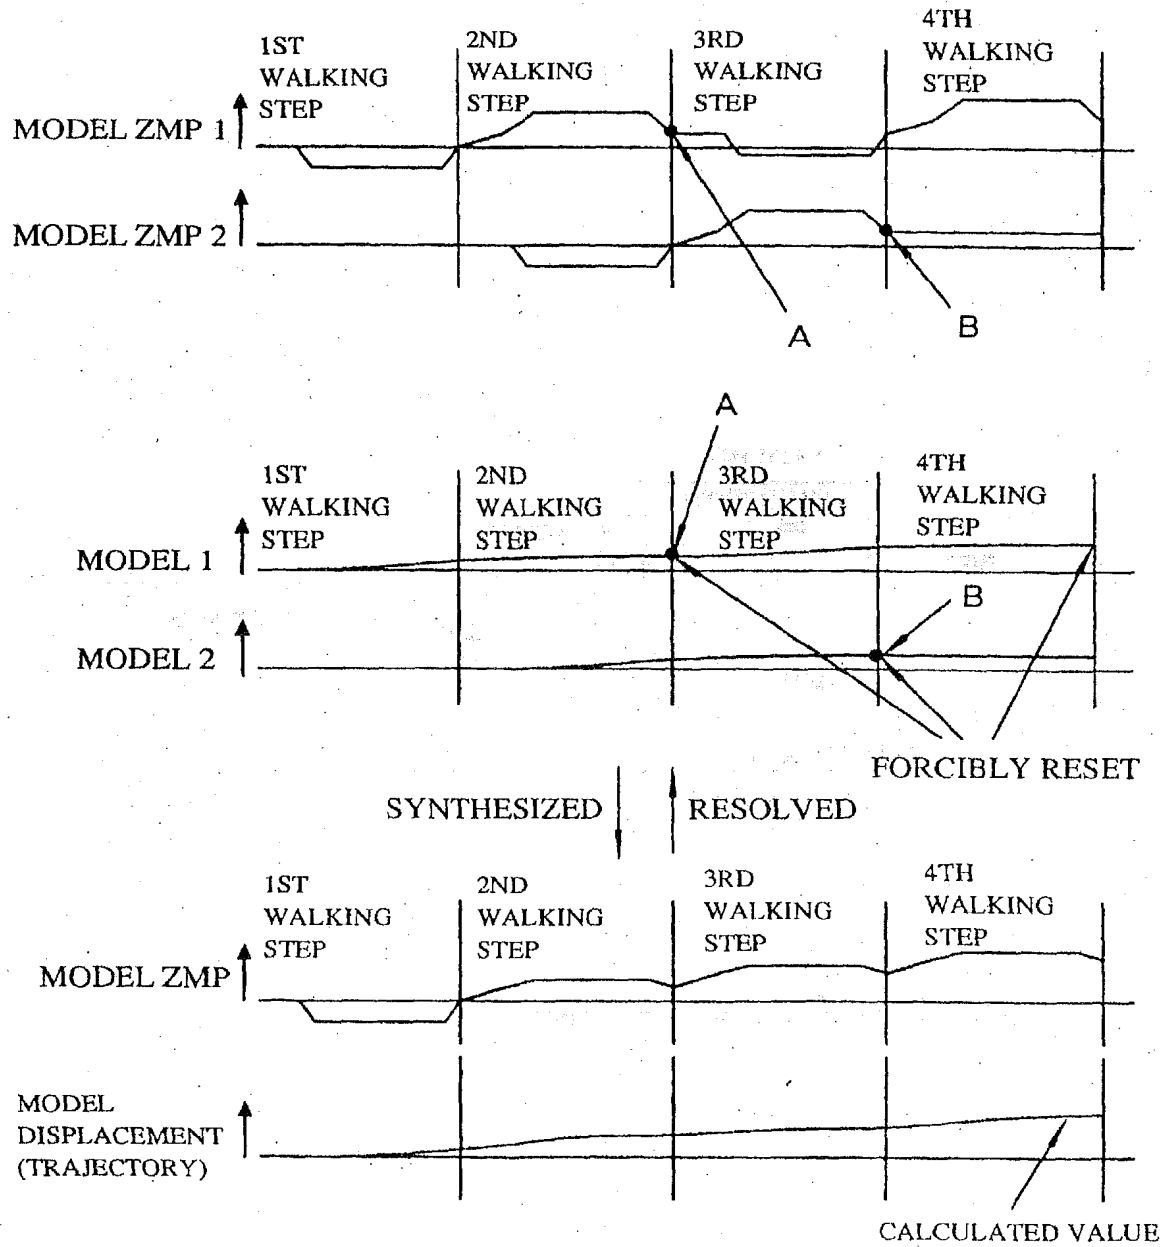 1ST
WALKING
STEP
2ND
WALKING
STEP
3RD
WALKING
STEP
4TH
WALKING
STEP
MODEL ZMP 1
MODEL ZMP 2
A
B
A
1ST
WALKING
STEP
2ND
WALKING
STEP
3RD
WALKING
STEP
4TH
WALKING
STEP
MODEL 1
B
MODEL 2
FORCIBLY RESET
SYNTHESIZED
RESOLVED
1ST
WALKING
STEP
2ND
WALKING
STEP
3RD
WALKING
STEP
4TH
WALKING
STEP
MODEL ZMP
MODEL
DISPLACEMENT
(TRAJECTORY)
CALCULATED VALUE